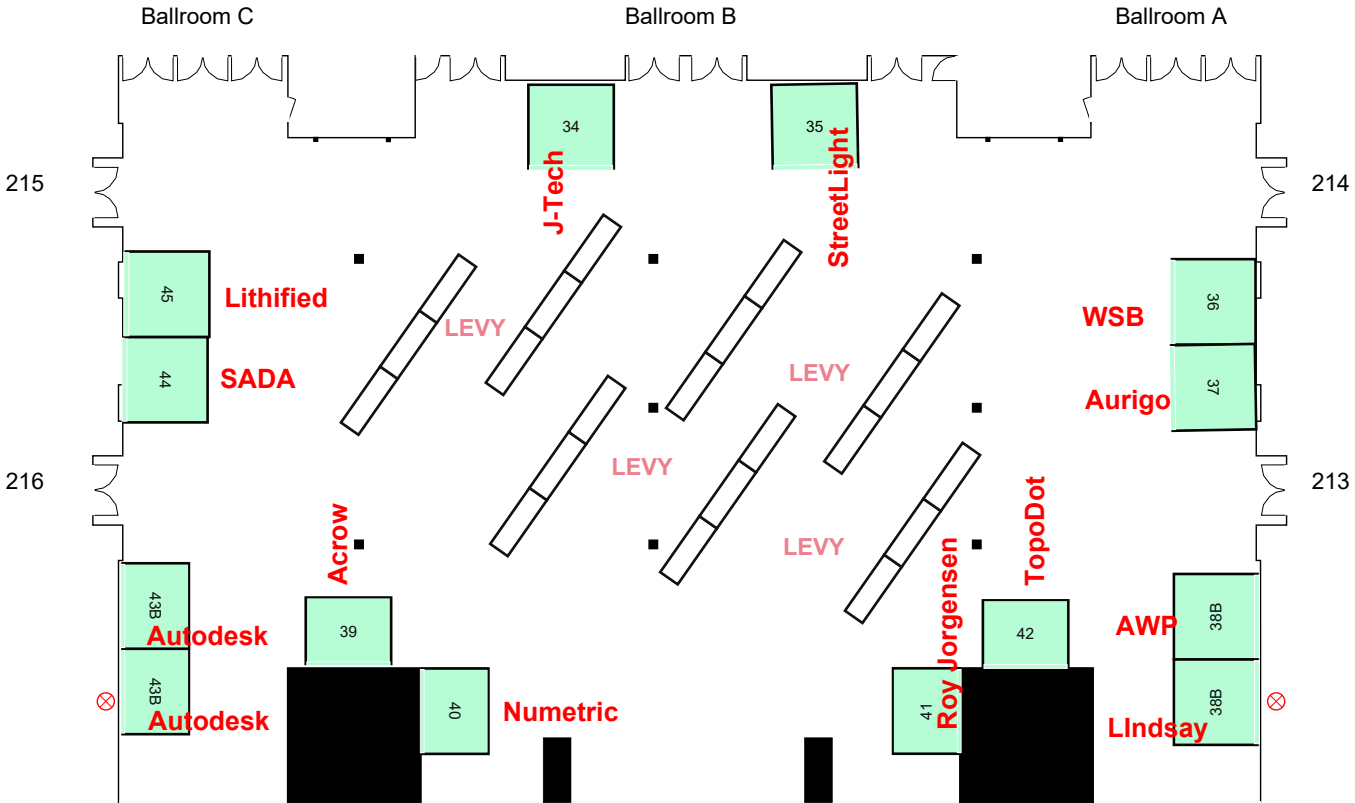 Ballroom C
Ballroom B
Ballroom A
34
35
J-Tech
StreetLight
215
214
45
Lithified
36
WSB
LEVY
44
SADA
LEVY
37
Aurigo
216
LEVY
213
Acrow
LEVY
Roy Jorgensen
TopoDot
43B
Autodesk
39
42
AWP
38B
43B
Autodesk
40
Numetric
41
LIndsay
38B